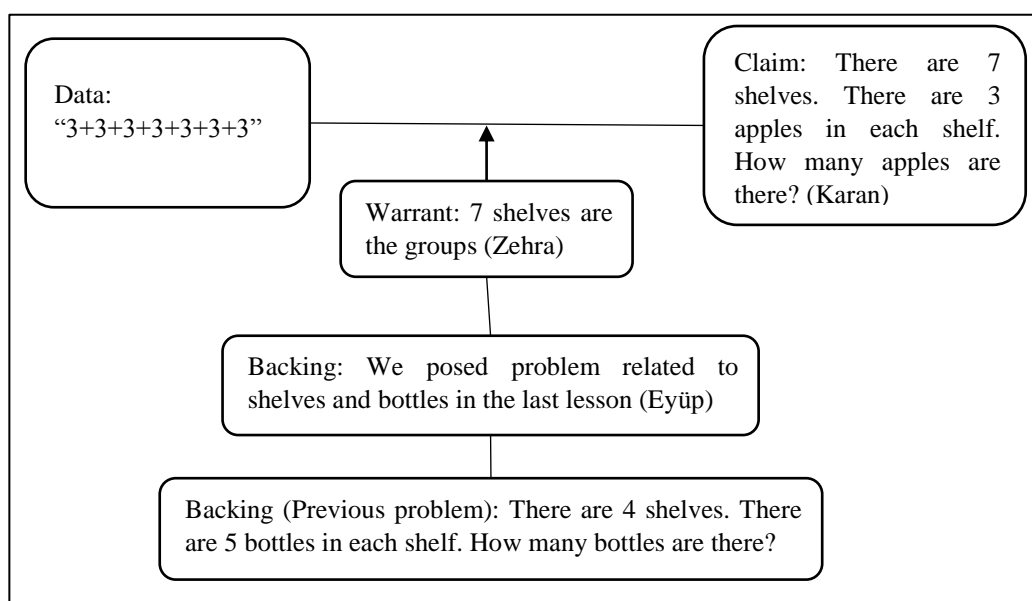 Data:
“3+3+3+3+3+3+3”
Claim: There are 7
shelves. There are 3
apples in each shelf.
How many apples are
there? (Karan)
Warrant: 7 shelves are
the groups (Zehra)
Backing: We posed problem related to
shelves and bottles in the last lesson (Eyüp)
Backing (Previous problem): There are 4 shelves. There
are 5 bottles in each shelf. How many bottles are there?